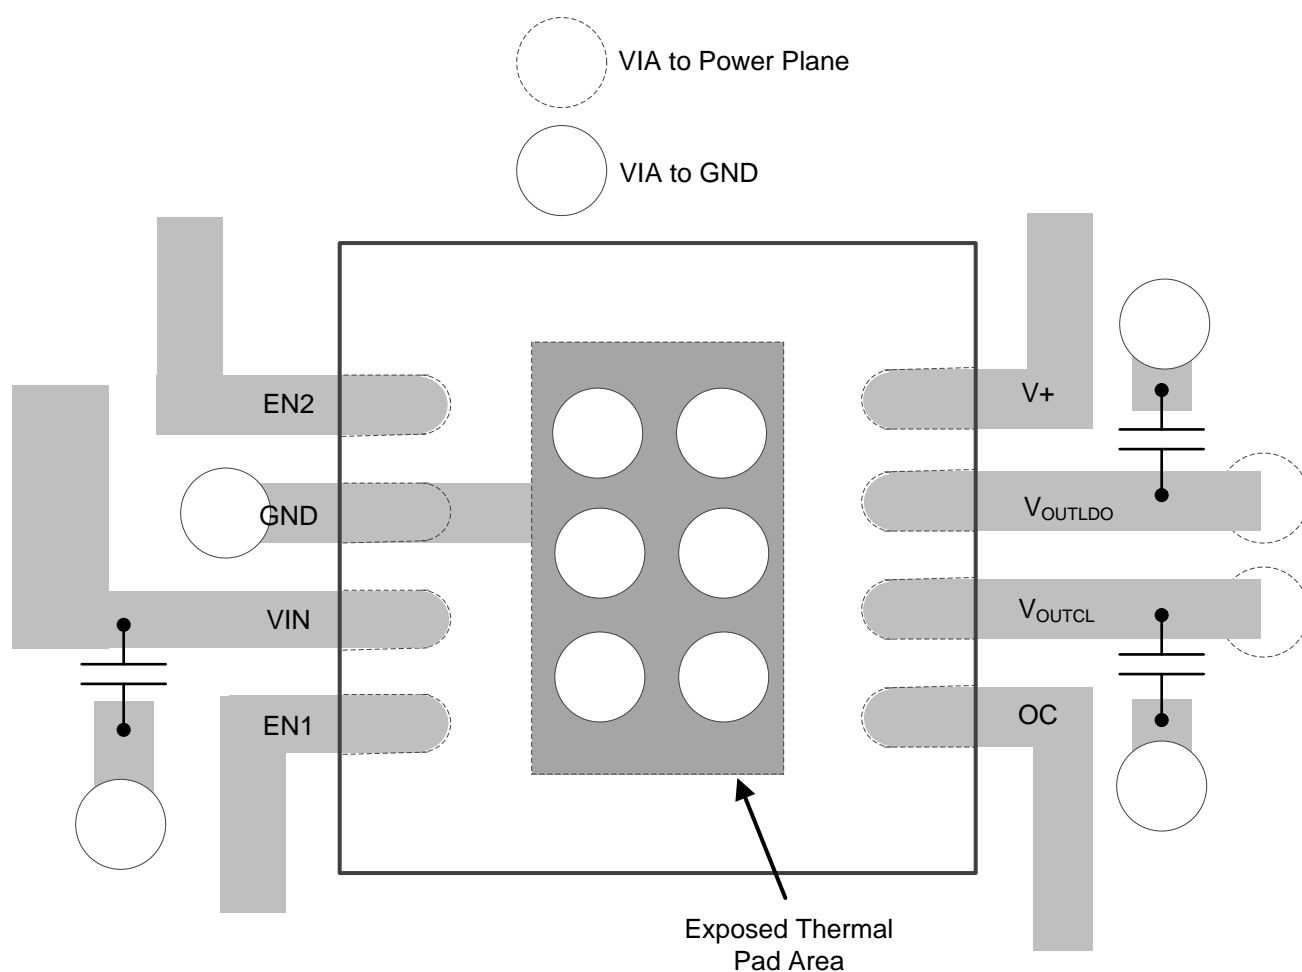 VIA to Power Plane
VIA to GND
EN2
V+
GND
VOUTLDO
VIN
VOUTCL
EN1
OC
Exposed Thermal
Pad Area